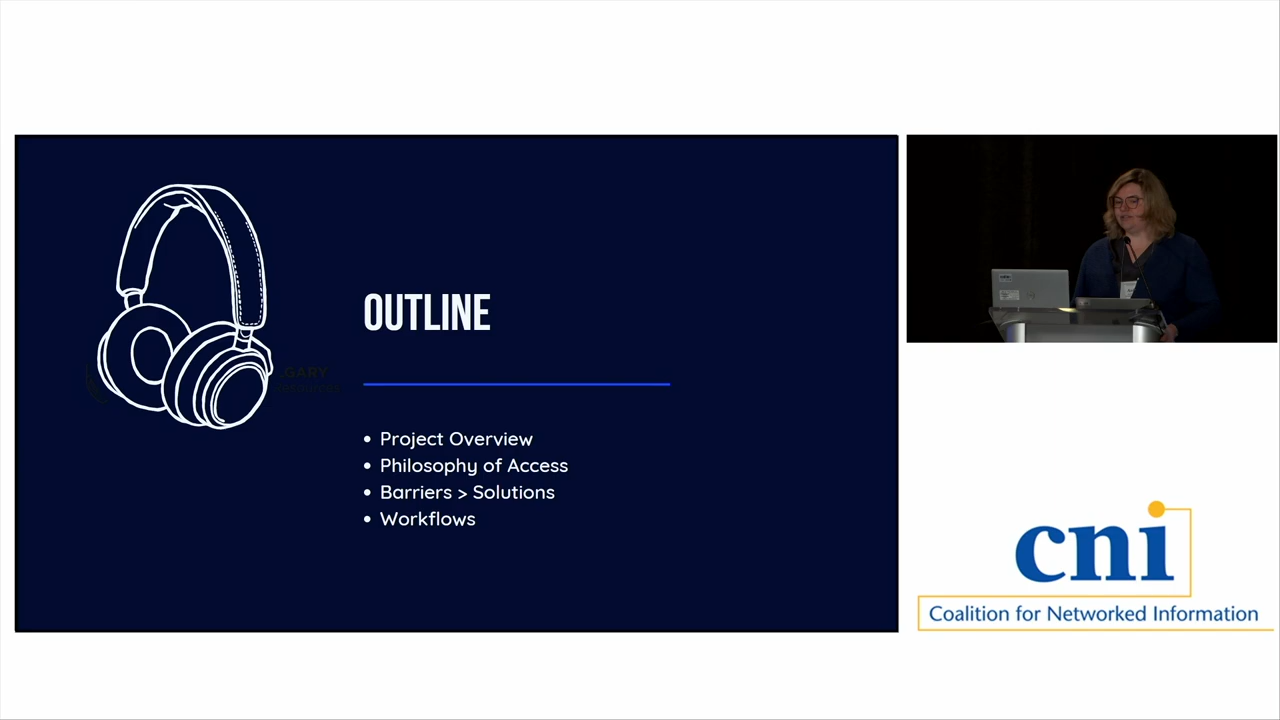 OUTLINE
Project Overview
Philosophy of Access
Barriers > Solutions
Workflows
cni
Coalition for Networked Information